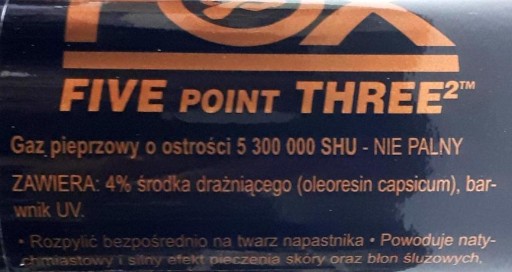 FOX
FIVE POINT THREE²™
Gaz pieprzowy o ostrości 5 300 000 SHU - NIE PALNY
ZAWIERA: 4% środka drażniącego (oleoresin capsicum), bar-
wnik UV.
• Rozpylić bezpośrednio na twarz napastnika • Powoduje naty-
chmiastowy i silny efekt pieczenia skóry oraz błon śluzowych,